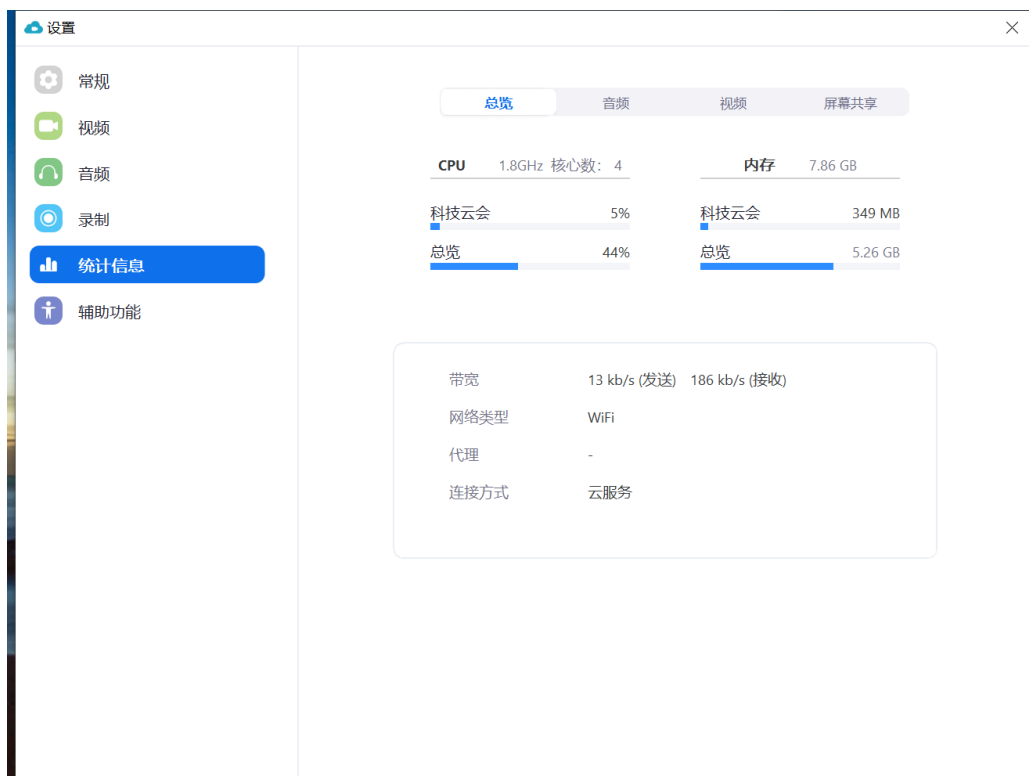 设置
常规
视频
音频
录制
统计信息
辅助功能
总览 音频 视频 屏幕共享
CPU 1.8GHz 核心数: 4 内存 7.86 GB
科技云会 5% 科技云会 349 MB
总览 44% 总览 5.26 GB
带宽 13 kb/s (发送) 186 kb/s (接收)
网络类型 WiFi
代理 -
连接方式 云服务